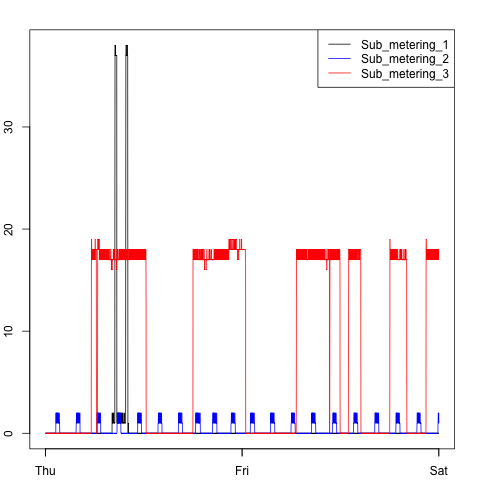 Sub_metering_1
Sub_metering_2
Sub_metering_3
30
20
10
0
Thu Fri Sat